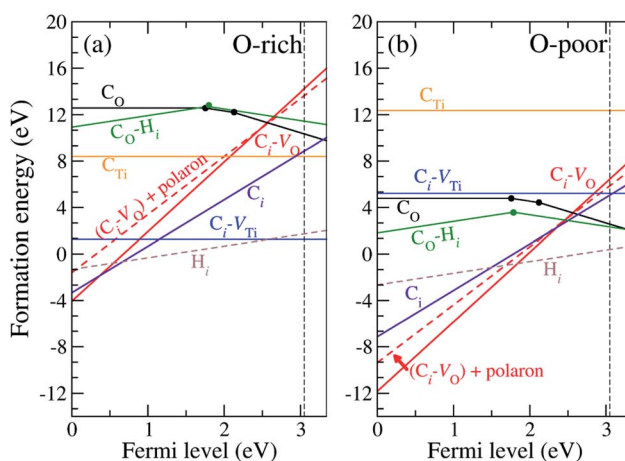 (a) O-rich
(b) O-poor
Formation energy (eV)
20
16
12
8
4
0
-4
-8
-12
C_O
C_O-H_i
C_Ti
(C_i-V_O) + polaron
C_i-V_O
C_i
C_i-V_Ti
H_i
0 1 2 3
Fermi level (eV)
20
16
12
8
4
0
-4
-8
-12
C_Ti
C_i-V_O
C_i-V_Ti
C_O
C_O-H_i
H_i
C_i
(C_i-V_O) + polaron
0 1 2 3
Fermi level (eV)